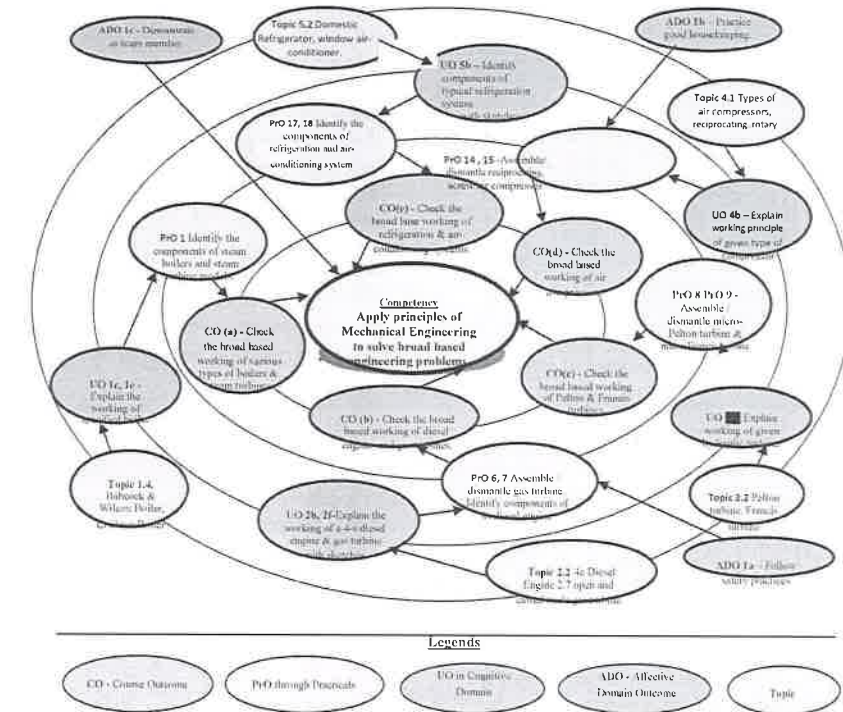 ADO 1c - Demonstrate
as team member
Topic 5.2 Domestic
Refrigerator, window air-
conditioner.
ADO 1b - Practice
good housekeeping
UO 5b - Identify
components of
typical refrigeration
system
Topic 4.1 Types of
air compressors,
reciprocating, rotary
PrO 17, 18 Identify the
components of
refrigeration and air-
conditioning system
PrO 14, 15 -Assemble
dismantle reciprocating,
screw air compressor
UO 4b – Explain
working principle
of given type of
CO(e) - Check the
broad base working of
refrigeration & air-
CO(d) - Check the
broad based
working of air
PrO 1 Identify the
components of steam
boilers and steam
Competency
Apply principles of
Mechanical Engineering
to solve broad based
engineering problems
PrO 8 PrO 9 -
Assemble
dismantle micro-
Pelton turbine &
CO (a) - Check
the broad based
working of various
types of boilers &
steam turbine
CO(c) - Check the
broad based working
of Pelton & Francis
turbines
UO 1c, 1e -
Explain the
working of
CO (b) - Check the broad
based working of diesel
UO Explain
working of given
PrO 6, 7 Assemble
dismantle gas turbine
Identify components of
Topic 1.4,
Babcock &
Wilcox Boiler,
Topic 3.2 Pelton
turbine, Francis
turbine
UO 2b, 2f-Explain the
working of a 4-s diesel
engine & gas turbine
with sketches
Topic 2.2 4s Diesel
Engine 2.7 open and
ADO 1a - Follow
safety practices
Legends
CO - Course Outcome
PrO through Practicals
UO in Cognitive
Domain
ADO - Affective
Domain Outcome
Topic